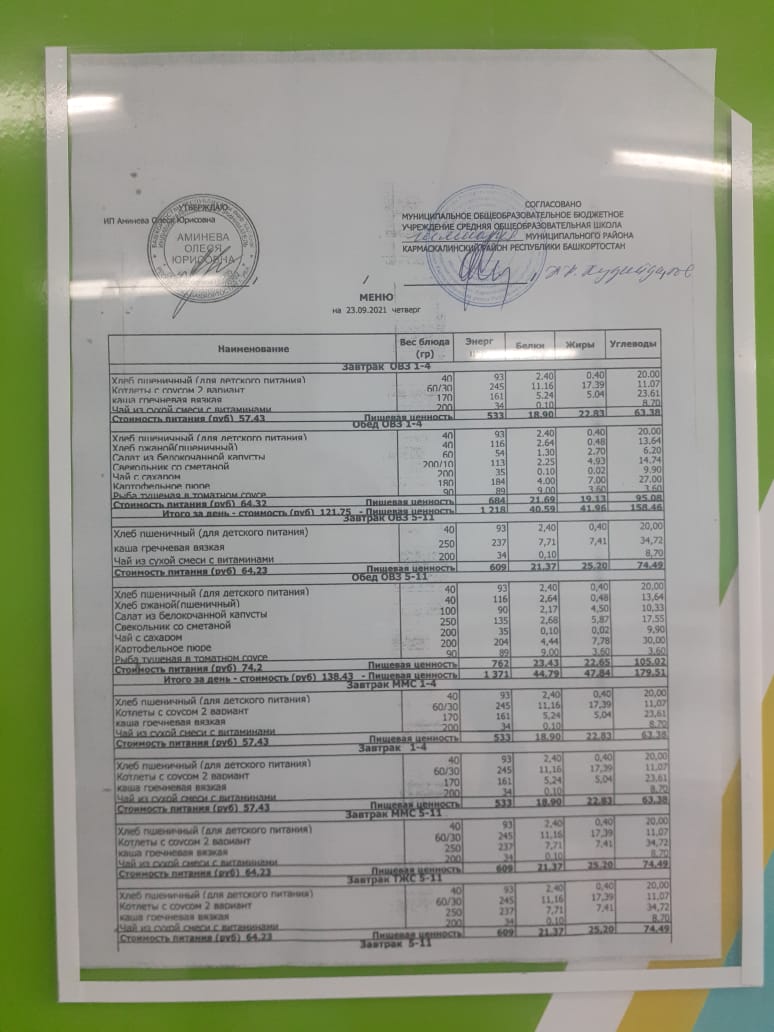 УТВЕРЖДАЮ
ИП Аминева Олеся Юрисовна
АМИНЕВА
ОЛЕСЯ
ЮРИСОВНА
СОГЛАСОВАНО
МУНИЦИПАЛЬНОЕ ОБЩЕОБРАЗОВАТЕЛЬНОЕ БЮДЖЕТНОЕ
УЧРЕЖДЕНИЕ СРЕДНЯЯ ОБЩЕОБРАЗОВАТЕЛЬНАЯ ШКОЛА
МУНИЦИПАЛЬНОГО РАЙОНА
КАРМАСКАЛИНСКИЙ РАЙОН РЕСПУБЛИКИ БАШКОРТОСТАН
МЕНЮ
на 23.09.2021 четверг
Наименование Вес блюда (гр) Энерг Белки Жиры Углеводы
Завтрак ОВЗ 1-4
Хлеб пшеничный (для детского питания) 40 93 2,40 0,40 20,00
Котлеты с соусом 2 вариант 60/30 245 11,16 17,39 11,07
каша гречневая вязкая 170 161 5,24 5,04 23,61
Чай из сухой смеси с витаминами 200 34 0,10 8,70
Стоимость питания (руб) 57,43 Пищевая ценность 533 18,90 22,83 63,38
Обед ОВЗ 1-4
Хлеб пшеничный (для детского питания) 40 93 2,40 0,40 20,00
Хлеб ржаной(пшеничный) 40 116 2,64 0,48 13,64
Салат из белокочанной капусты 60 54 1,30 2,70 6,20
Свекольник со сметаной 200/10 113 2,25 4,93 14,74
Чай с сахаром 200 35 0,10 0,02 9,90
Картофельное пюре 180 184 4,00 7,00 27,00
Рыба тушеная в томатном соусе 90 89 9,00 3,60 3,60
Стоимость питания (руб) 64,32 Пищевая ценность 684 21,69 19,13 95,08
Итого за день - стоимость (руб) 121,75 - Пищевая ценность 1 218 40,59 41,96 158,46
Завтрак ОВЗ 5-11
Хлеб пшеничный (для детского питания) 40 93 2,40 0,40 20,00
каша гречневая вязкая 250 237 7,71 7,41 34,72
Чай из сухой смеси с витаминами 200 34 0,10 8,70
Стоимость питания (руб) 64,23 Пищевая ценность 609 21,37 25,20 74,49
Обед ОВЗ 5-11
Хлеб пшеничный (для детского питания) 40 93 2,40 0,40 20,00
Хлеб ржаной(пшеничный) 40 116 2,64 0,48 13,64
Салат из белокочанной капусты 100 90 2,17 4,50 10,33
Свекольник со сметаной 250 135 2,68 5,87 17,55
Чай с сахаром 200 35 0,10 0,02 9,90
Картофельное пюре 200 204 4,44 7,78 30,00
Рыба тушеная в томатном соусе 90 89 9,00 3,60 3,60
Стоимость питания (руб) 74,2 Пищевая ценность 762 23,43 22,65 105,02
Итого за день - стоимость (руб) 138,43 - Пищевая ценность 1 371 44,79 47,84 179,51
Завтрак ММС 1-4
Хлеб пшеничный (для детского питания) 40 93 2,40 0,40 20,00
Котлеты с соусом 2 вариант 60/30 245 11,16 17,39 11,07
каша гречневая вязкая 170 161 5,24 5,04 23,61
Чай из сухой смеси с витаминами 200 34 0,10 8,70
Стоимость питания (руб) 57,43 Пищевая ценность 533 18,90 22,83 63,38
Завтрак 1-4
Хлеб пшеничный (для детского питания) 40 93 2,40 0,40 20,00
Котлеты с соусом 2 вариант 60/30 245 11,16 17,39 11,07
каша гречневая вязкая 170 161 5,24 5,04 23,61
Чай из сухой смеси с витаминами 200 34 0,10 8,70
Стоимость питания (руб) 57,43 Пищевая ценность 533 18,90 22,83 63,38
Завтрак ММС 5-11
Хлеб пшеничный (для детского питания) 40 93 2,40 0,40 20,00
Котлеты с соусом 2 вариант 60/30 245 11,16 17,39 11,07
каша гречневая вязкая 250 237 7,71 7,41 34,72
Чай из сухой смеси с витаминами 200 34 0,10 8,70
Стоимость питания (руб) 64,23 Пищевая ценность 609 21,37 25,20 74,49
Завтрак ТЖС 5-11
Хлеб пшеничный (для детского питания) 40 93 2,40 0,40 20,00
Котлеты с соусом 2 вариант 60/30 245 11,16 17,39 11,07
каша гречневая вязкая 250 237 7,71 7,41 34,72
Чай из сухой смеси с витаминами 200 34 0,10 8,70
Стоимость питания (руб) 64,23 Пищевая ценность 609 21,37 25,20 74,49
Завтрак 5-11